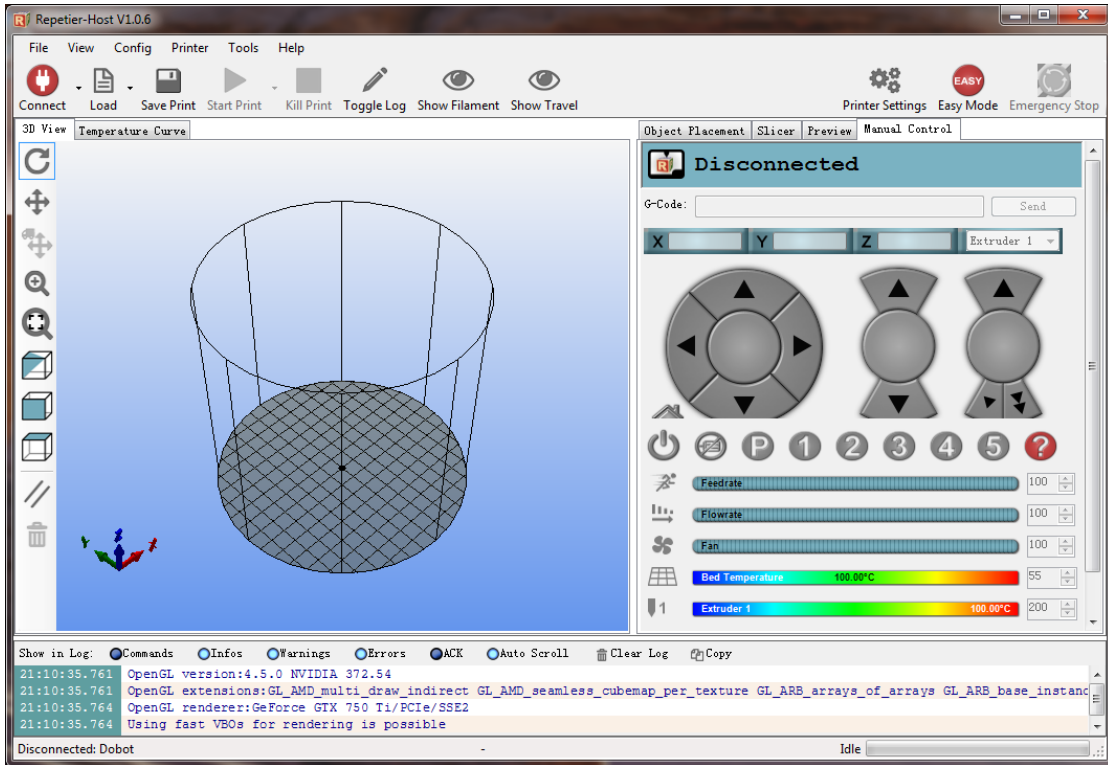 Repetier-Host V1.0.6
File View Config Printer Tools Help
Connect Load Save Print Start Print Kill Print Toggle Log Show Filament Show Travel Printer Settings Easy Mode Emergency Stop
EASY
3D View Temperature Curve
Object Placement Slicer Preview Manual Control
Disconnected
G-Code: Send
X Y Z Extruder 1
P 1 2 3 4 5 ?
Feedrate 100
Flowrate 100
Fan 100
Bed Temperature 100.00°C 55
1 Extruder 1 100.00°C 200
Y Z X
Show in Log: Commands Infos Warnings Errors ACK Auto Scroll Clear Log Copy
21:10:35.761 OpenGL version:4.5.0 NVIDIA 372.54
21:10:35.761 OpenGL extensions:GL_AMD_multi_draw_indirect GL_AMD_seamless_cubemap_per_texture GL_ARB_arrays_of_arrays GL_ARB_base_instanc
21:10:35.764 OpenGL renderer:GeForce GTX 750 Ti/PCIe/SSE2
21:10:35.764 Using fast VBOs for rendering is possible
Disconnected: Dobot - Idle